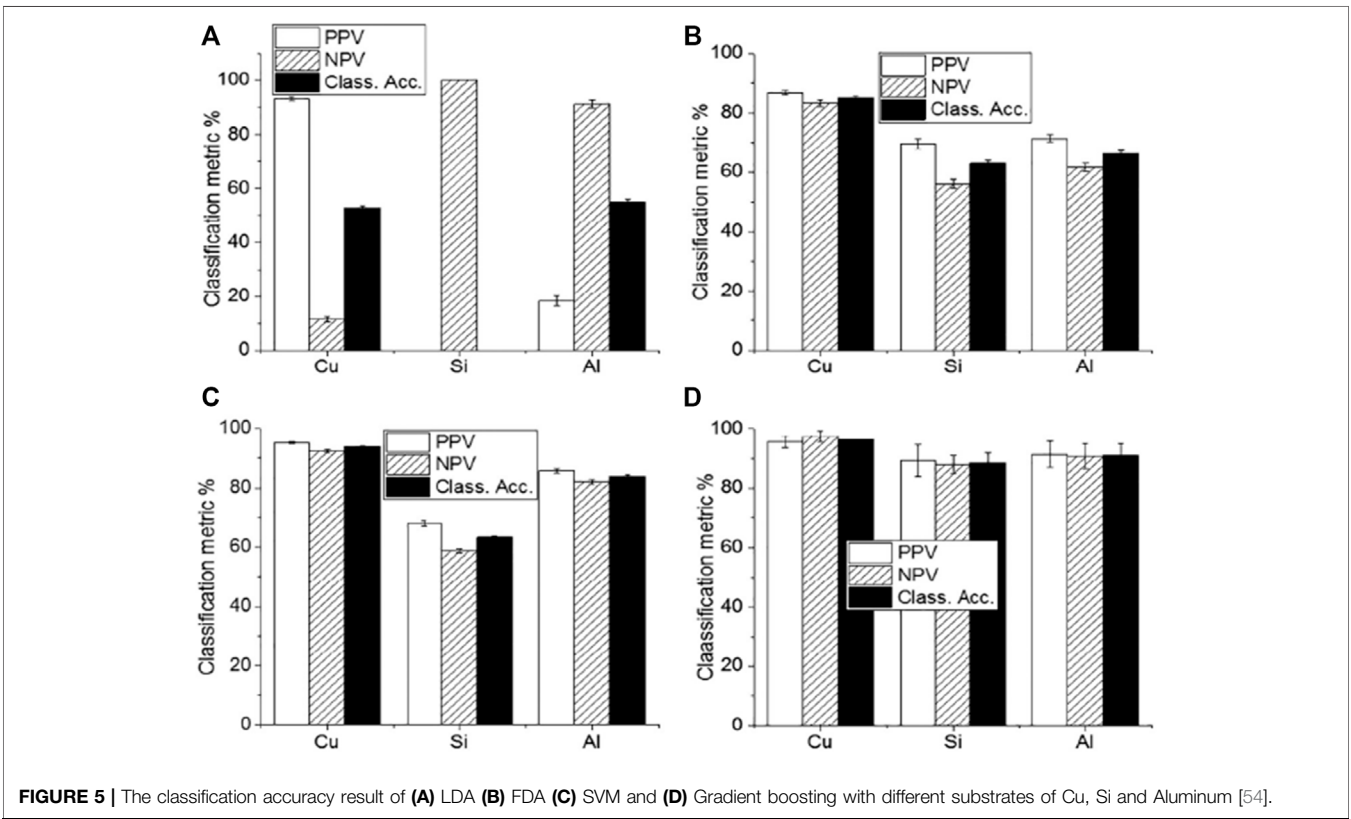 A
PPV
NPV
Class. Acc.
Classification metric %
100
80
60
40
20
0
Cu Si Al
B
PPV
NPV
Class. Acc.
Classification metric %
100
80
60
40
20
0
Cu Si Al
C
PPV
NPV
Class. Acc.
Classification metric %
100
80
60
40
20
0
Cu Si Al
D
PPV
NPV
Class. Acc.
Claassification metric %
100
80
60
40
20
0
Cu Si Al
FIGURE 5 | The classification accuracy result of (A) LDA (B) FDA (C) SVM and (D) Gradient boosting with different substrates of Cu, Si and Aluminum [54].